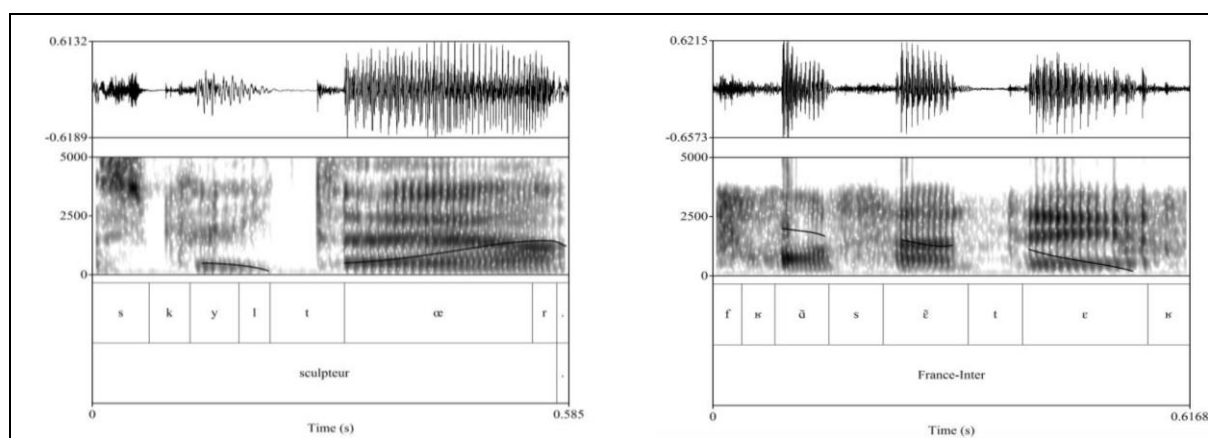 0.6132
-0.6189
5000
2500
0
s k y l t œ r .
sculpteur .
0 0.585
Time (s)
0.6215
-0.6573
5000
2500
0
f ʁ ɑ̃ s ɛ̃ t ɛ ʁ
France-Inter
0 0.6168
Time (s)